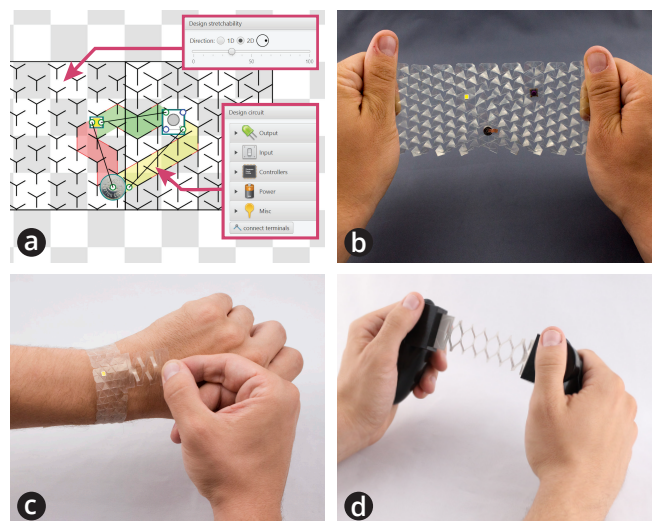 Design stretchability
Direction: 1D 2D
0 50 100
Design circuit
Output
Input
Controllers
Power
Misc
connect terminals
a
b
c
d